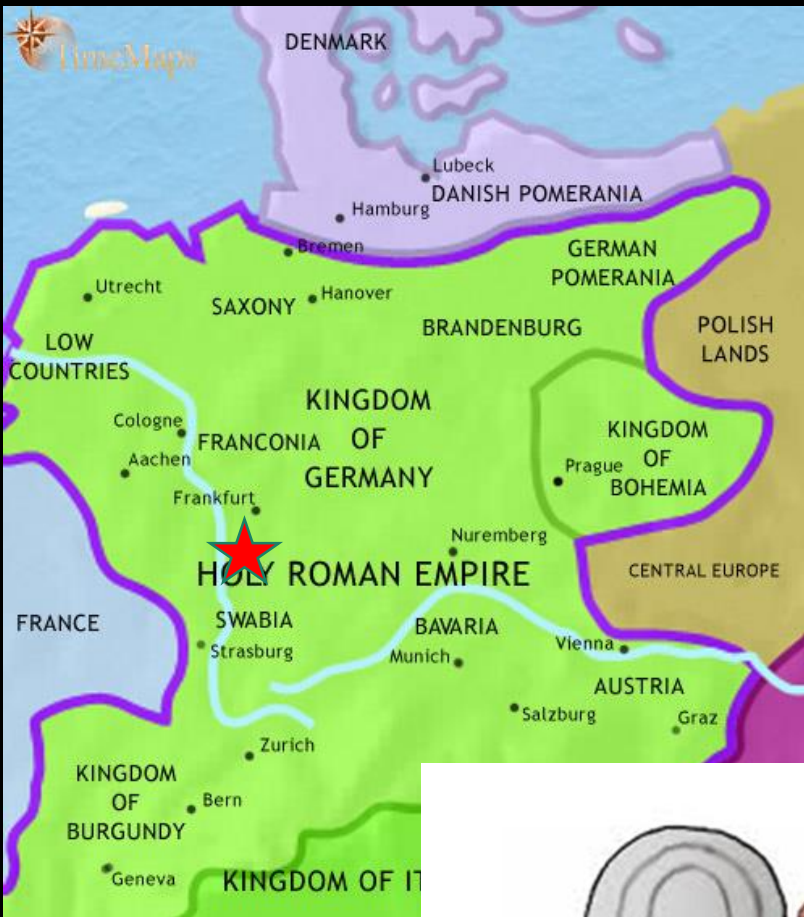 TimeMaps
DENMARK
Lubeck
DANISH POMERANIA
Hamburg
Bremen
GERMAN
POMERANIA
Utrecht
SAXONY
Hanover
BRANDENBURG
POLISH
LANDS
LOW
COUNTRIES
KINGDOM
OF
GERMANY
Cologne
FRANCONIA
Aachen
KINGDOM
OF
BOHEMIA
Prague
Frankfurt
Nuremberg
HOLY ROMAN EMPIRE
CENTRAL EUROPE
FRANCE
SWABIA
BAVARIA
Strasburg
Munich
Vienna
AUSTRIA
Salzburg
Graz
Zurich
KINGDOM
OF
BURGUNDY
Bern
Geneva
KINGDOM OF